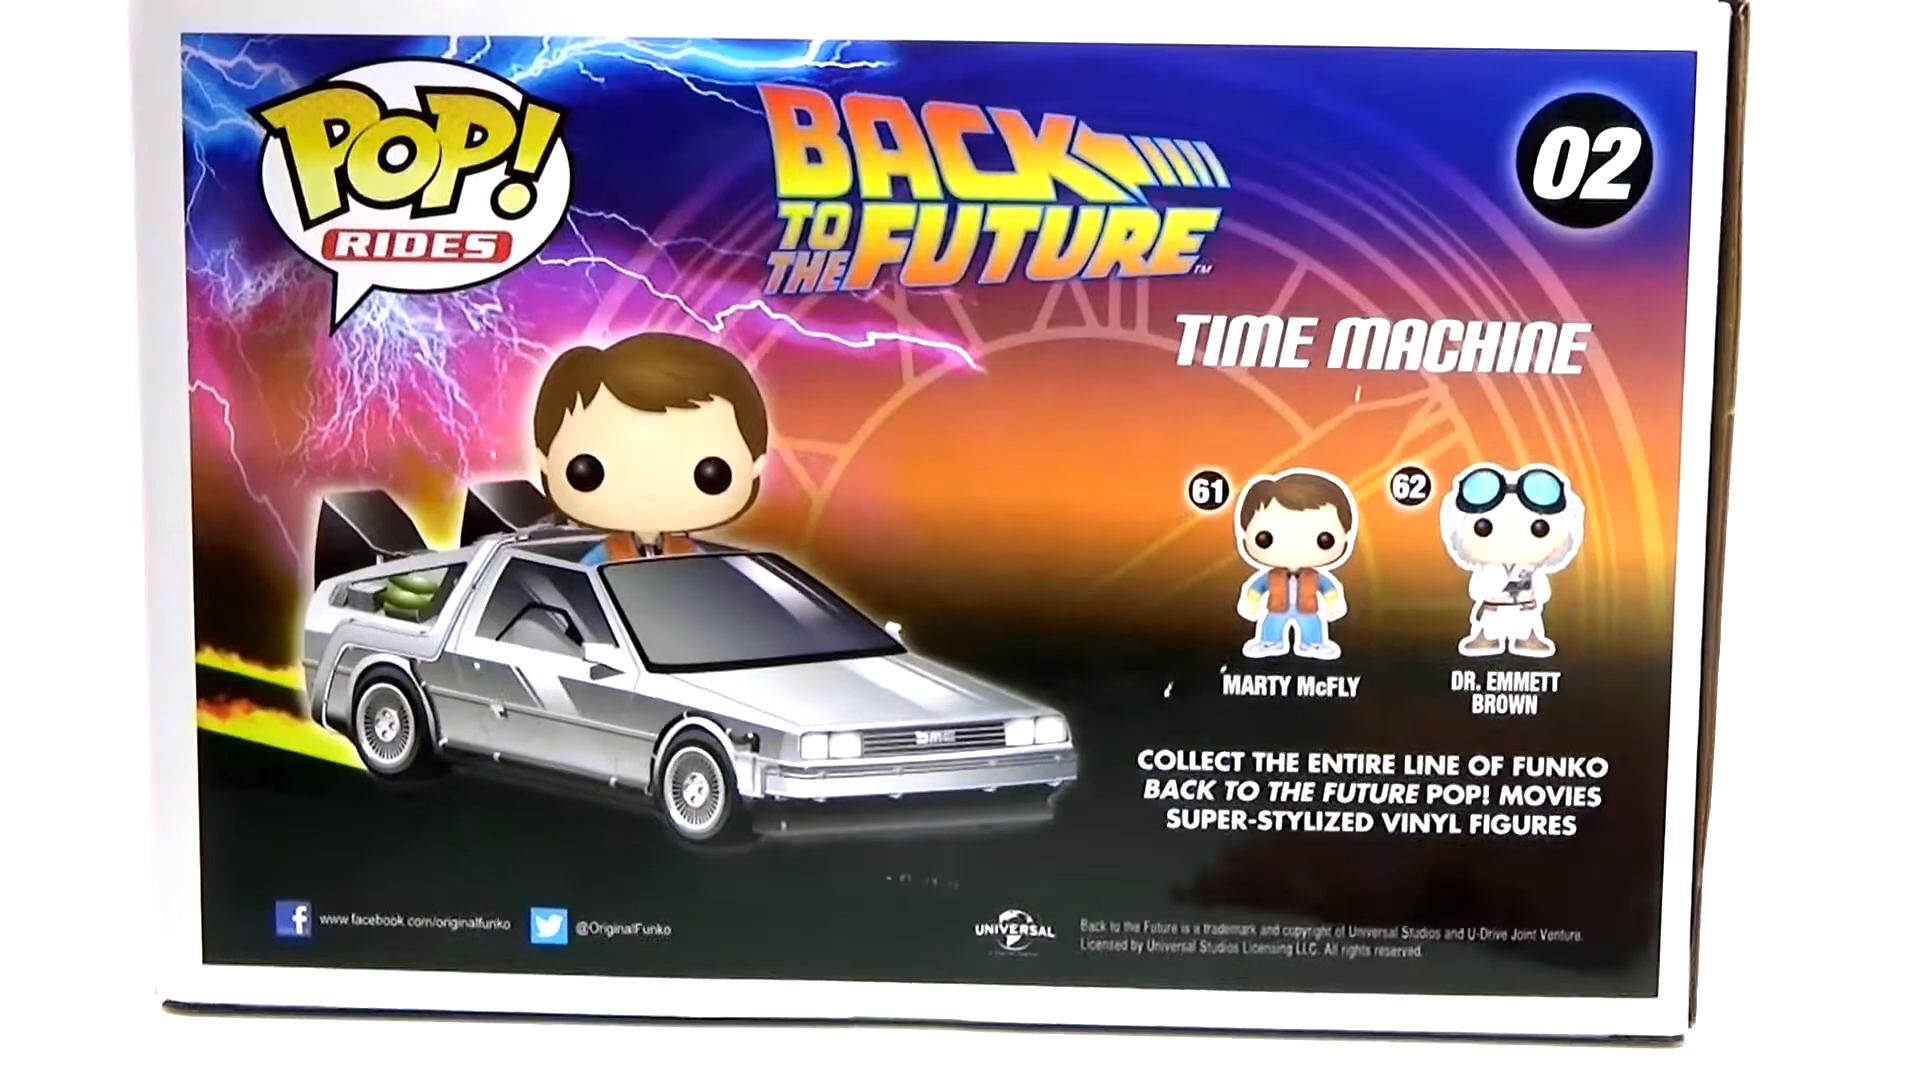 POP!
RIDES
BACK
TO THE FUTURE™
02
TIME MACHINE
61
62
MARTY McFLY
DR. EMMETT
BROWN
COLLECT THE ENTIRE LINE OF FUNKO
BACK TO THE FUTURE POP! MOVIES
SUPER-STYLIZED VINYL FIGURES
DMC
f www.facebook.com/originalfunko
@OriginalFunko
UNIVERSAL
Back to the Future is a trademark and copyright of Universal Studios and U-Drive Joint Venture.
Licensed by Universal Studios Licensing LLC. All rights reserved.